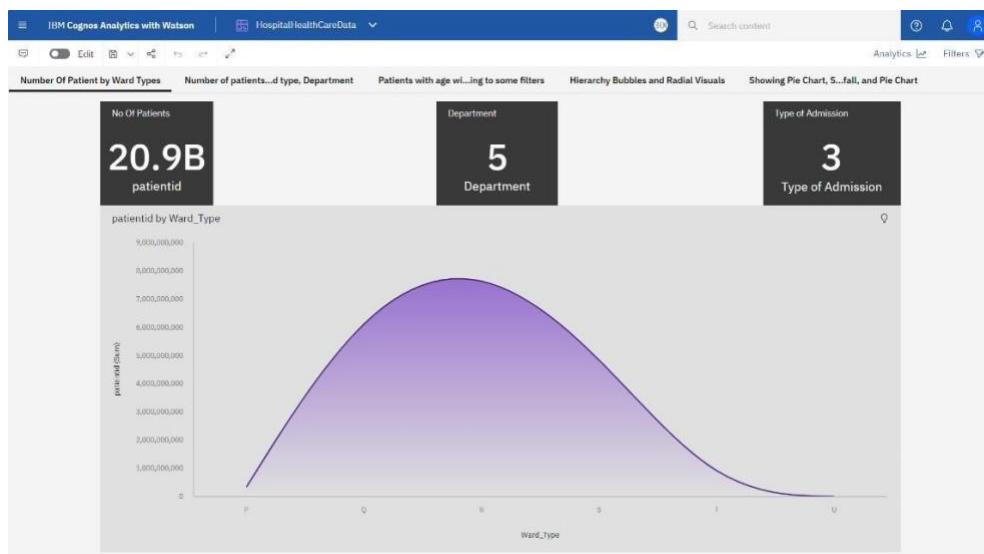 IBM Cognos Analytics with Watson
HospitalHealthCareData
Search content
Edit
Analytics
Filters
Number Of Patient by Ward Types
Number of patients...d type, Department
Patients with age wi...ing to some filters
Hierarchy Bubbles and Radial Visuals
Showing Pie Chart, S...fall, and Pie Chart
No Of Patients
20.9B
patientid
Department
5
Department
Type of Admission
3
Type of Admission
patientid by Ward_Type
9,000,000,000
8,000,000,000
7,000,000,000
6,000,000,000
5,000,000,000
4,000,000,000
3,000,000,000
2,000,000,000
1,000,000,000
0
patientid (Sum)
P
Q
R
S
T
U
Ward_Type